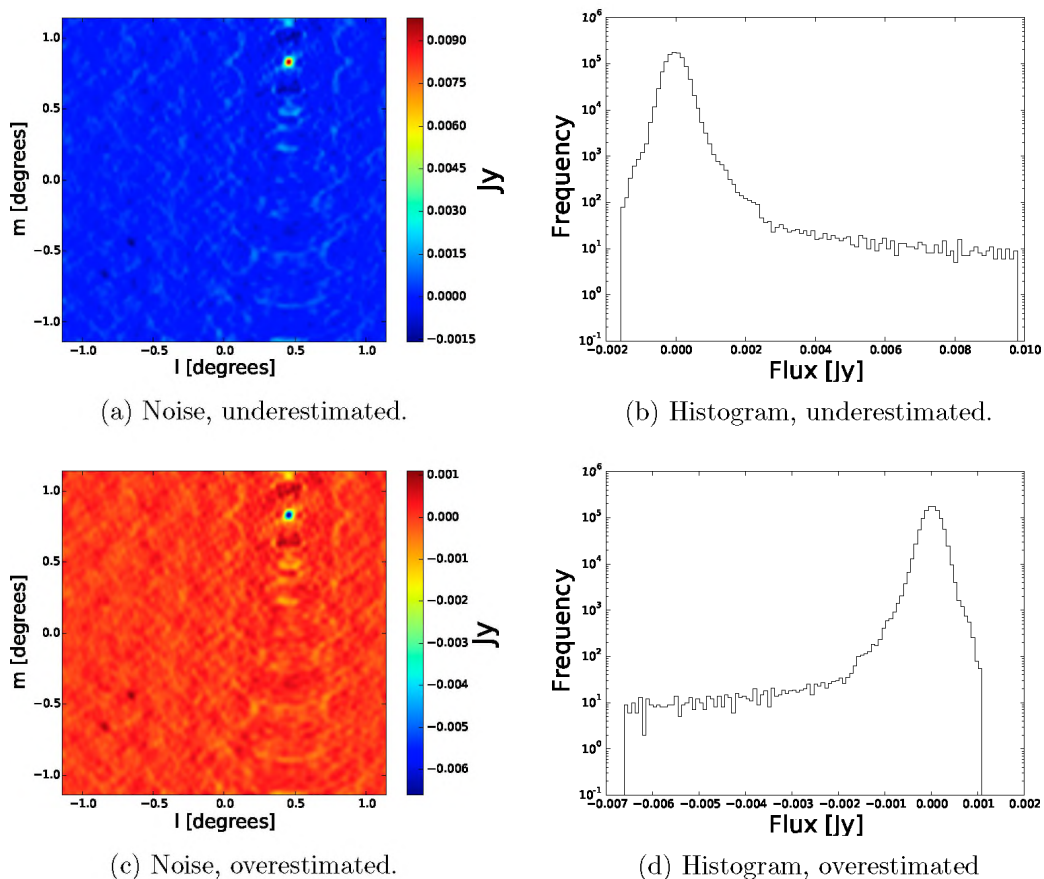 1.0
0.5
0.0
−0.5
−1.0
m [degrees]
−1.0 −0.5 0.0 0.5 1.0
l [degrees]
0.0090
0.0075
0.0060
0.0045
0.0030
0.0015
0.0000
−0.0015
Jy
(a) Noise, underestimated.
10^6
10^5
10^4
10^3
10^2
10^1
10^0
10^-1
Frequency
−0.002 0.000 0.002 0.004 0.006 0.008 0.010
Flux [Jy]
(b) Histogram, underestimated.
1.0
0.5
0.0
−0.5
−1.0
m [degrees]
−1.0 −0.5 0.0 0.5 1.0
l [degrees]
0.001
0.000
−0.001
−0.002
−0.003
−0.004
−0.005
−0.006
Jy
(c) Noise, overestimated.
10^6
10^5
10^4
10^3
10^2
10^1
10^0
10^-1
Frequency
−0.007 −0.006 −0.005 −0.004 −0.003 −0.002 −0.001 0.000 0.001 0.002
Flux [Jy]
(d) Histogram, overestimated